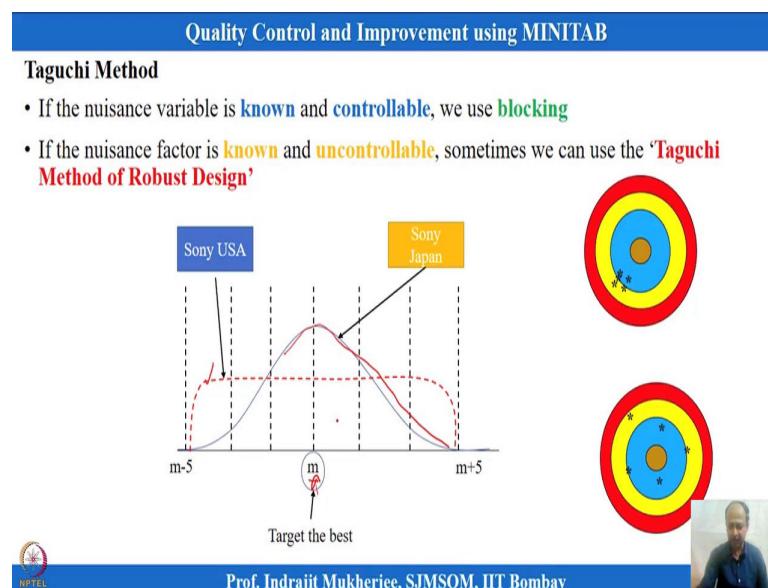 Quality Control and Improvement using MINITAB
Taguchi Method
• If the nuisance variable is known and controllable, we use blocking
• If the nuisance factor is known and uncontrollable, sometimes we can use the ‘Taguchi
Method of Robust Design’
Sony USA
Sony
Japan
m-5
m
m+5
Target the best
NPTEL
Prof. Indrajit Mukherjee, SJMSOM, IIT Bombay